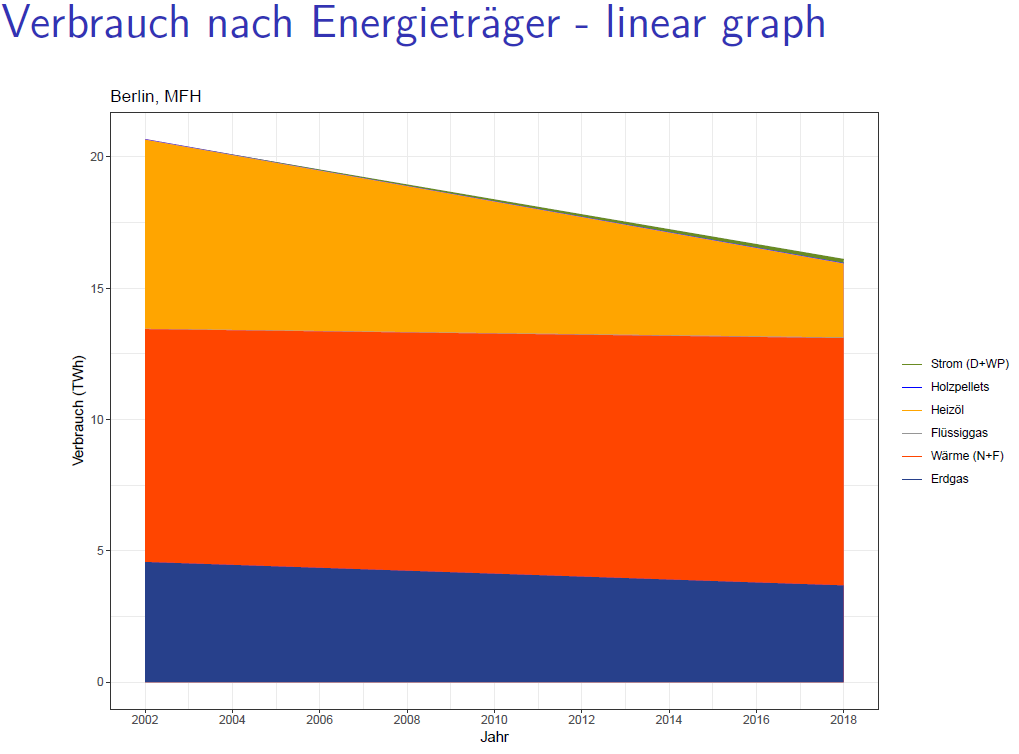 Verbrauch nach Energieträger - linear graph
Berlin, MFH
20
15
10
5
0
Verbrauch (TWh)
2002 2004 2006 2008 2010 2012 2014 2016 2018
Jahr
Strom (D+WP)
Holzpellets
Heizöl
Flüssiggas
Wärme (N+F)
Erdgas